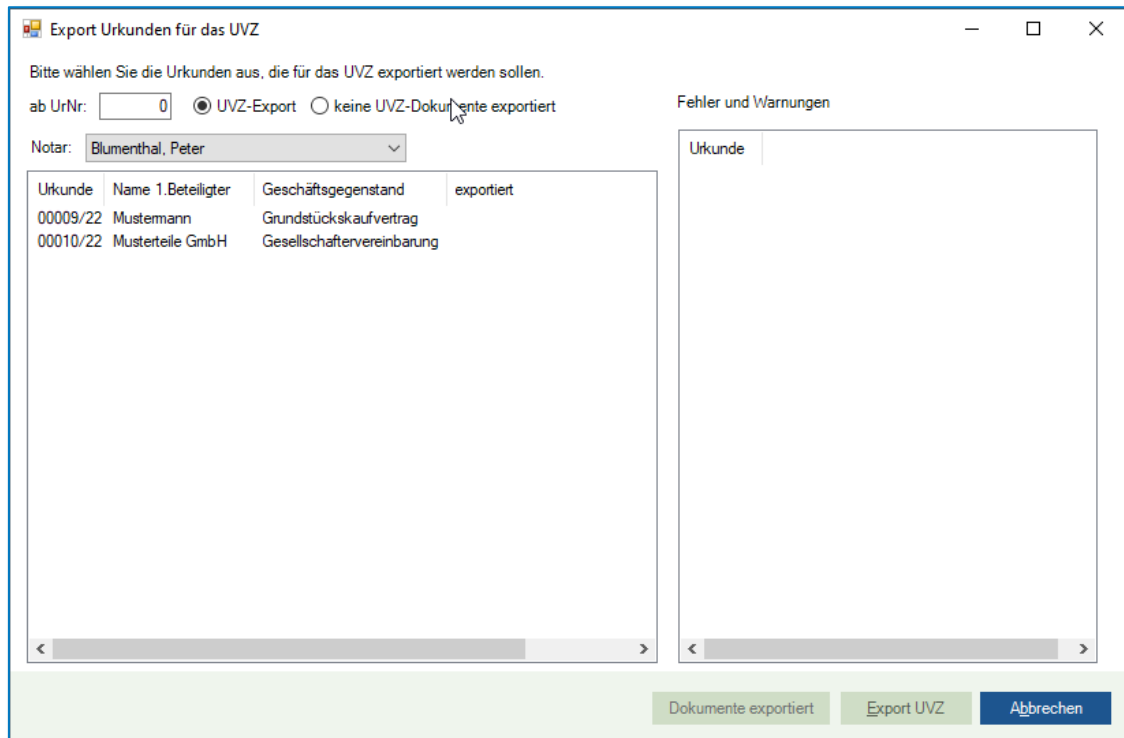 Export Urkunden für das UVZ
Bitte wählen Sie die Urkunden aus, die für das UVZ exportiert werden sollen.
ab UrNr: 0 UVZ-Export keine UVZ-Dokumente exportiert
Notar: Blumenthal, Peter
Urkunde Name 1.Beteiligter Geschäftsgegenstand exportiert
00009/22 Mustermann Grundstückskaufvertrag
00010/22 Musterteile GmbH Gesellschaftervereinbarung
Fehler und Warnungen
Urkunde
Dokumente exportiert Export UVZ Abbrechen